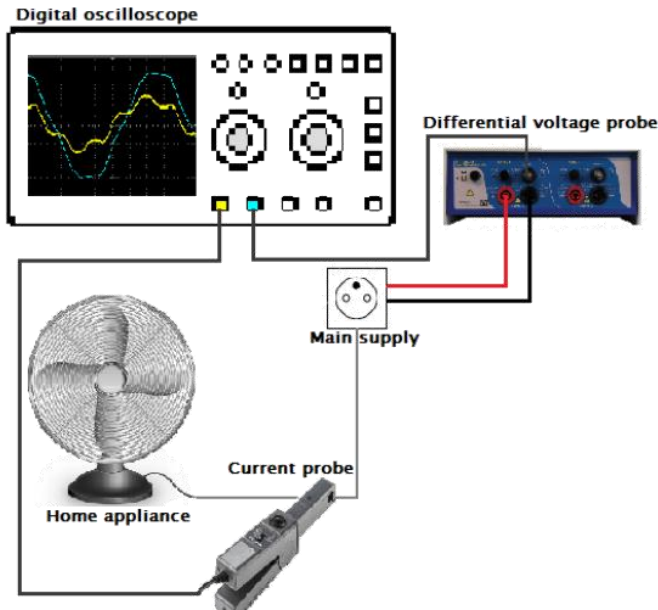 Digital oscilloscope
Differential voltage probe
Main supply
Current probe
Home appliance